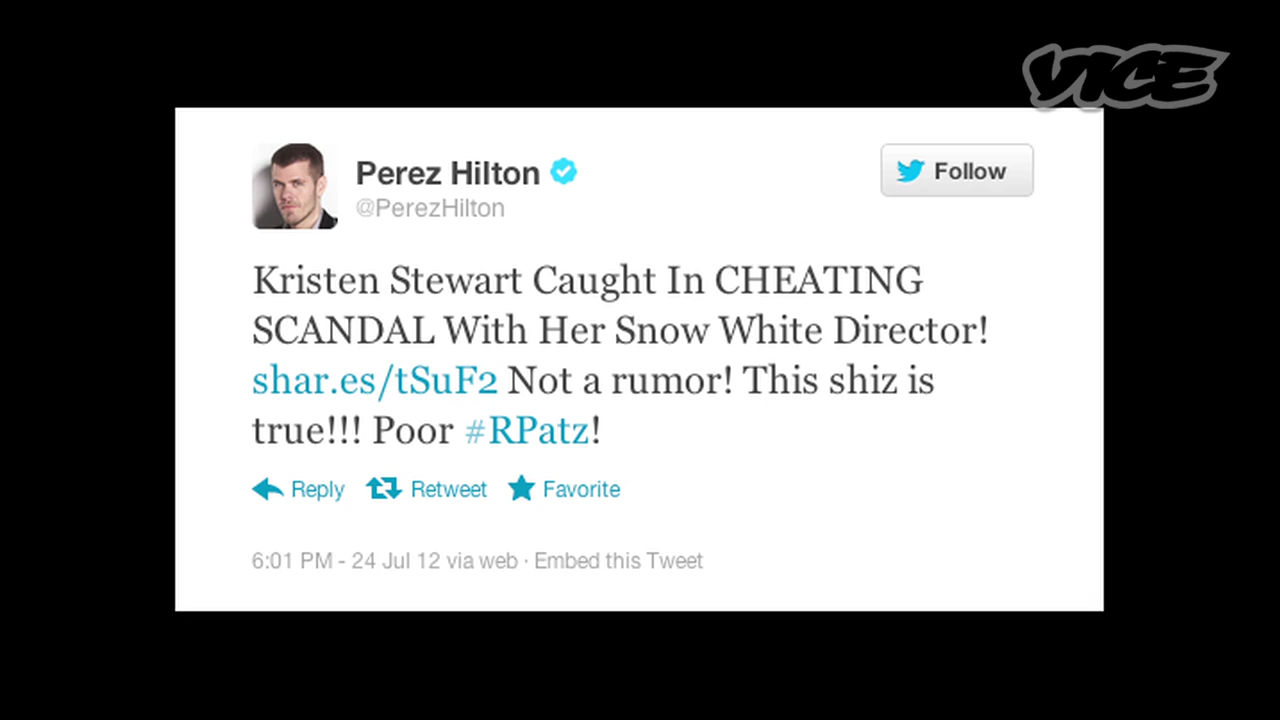 VICE
Perez Hilton
@PerezHilton
Follow
Kristen Stewart Caught In CHEATING
SCANDAL With Her Snow White Director!
shar.es/tSuF2 Not a rumor! This shiz is
true!!! Poor #RPatz!
Reply Retweet Favorite
6:01 PM - 24 Jul 12 via web · Embed this Tweet